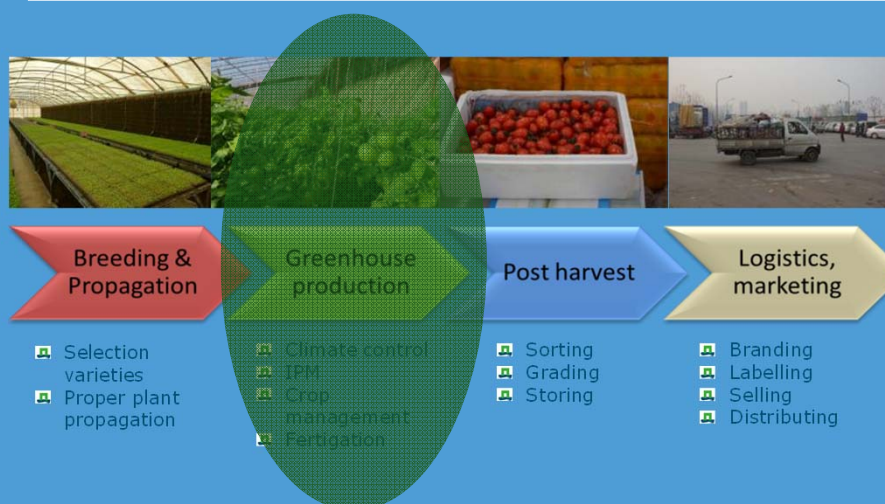 Breeding &
Propagation
Greenhouse
production
Post harvest
Logistics,
marketing
Selection
varieties
Proper plant
propagation
Climate control
IPM
Crop
management
Fertigation
Sorting
Grading
Storing
Branding
Labelling
Selling
Distributing